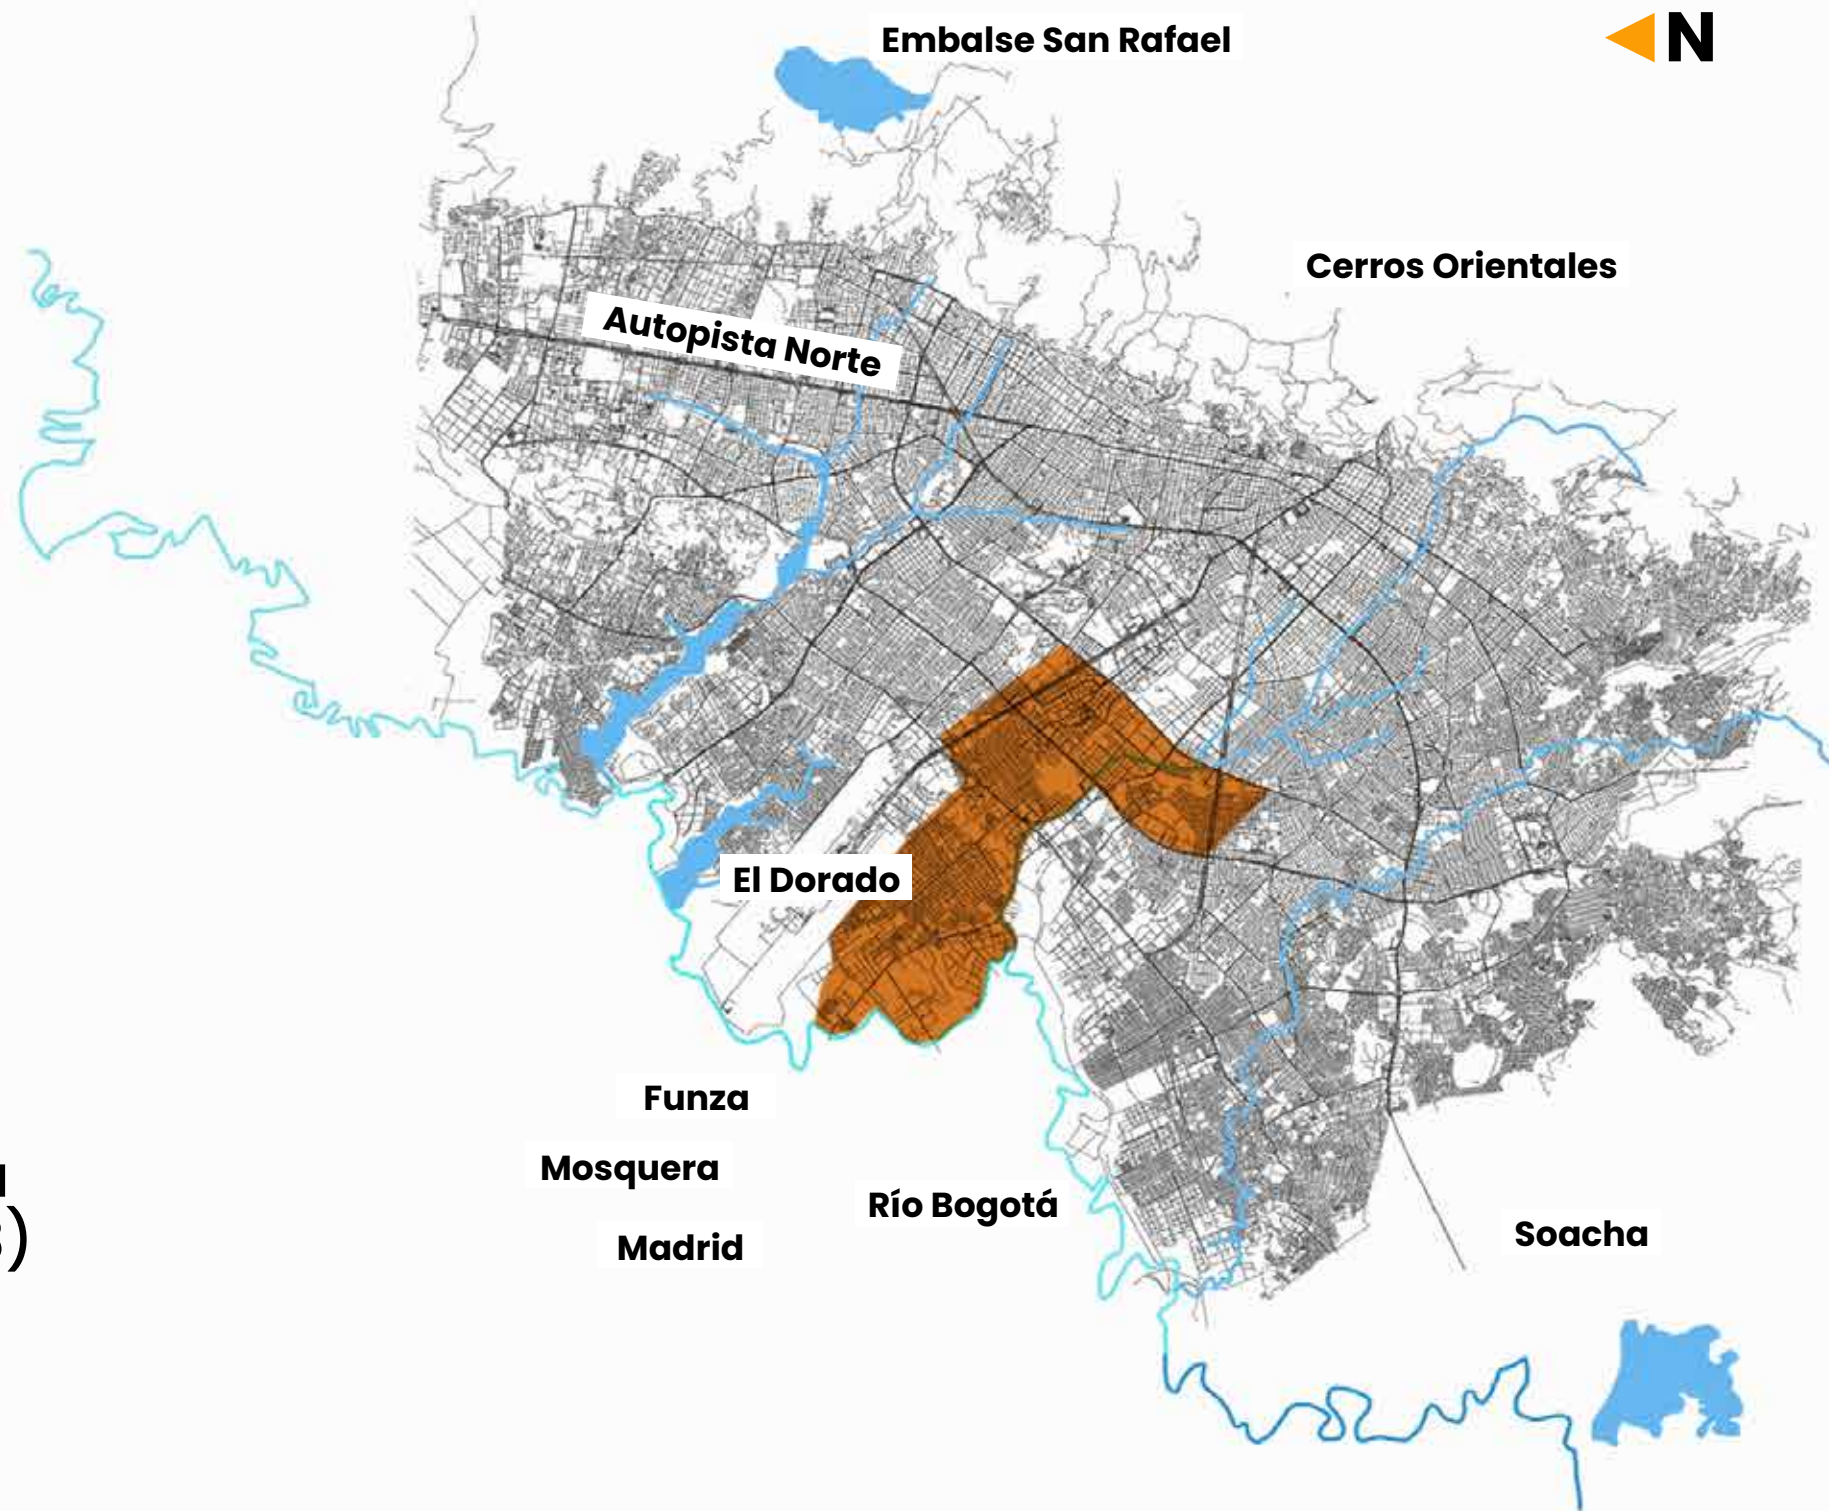 Embalse San Rafael
N
Cerros Orientales
Autopista Norte
El Dorado
Funza
Mosquera
Río Bogotá
Madrid
Soacha
)